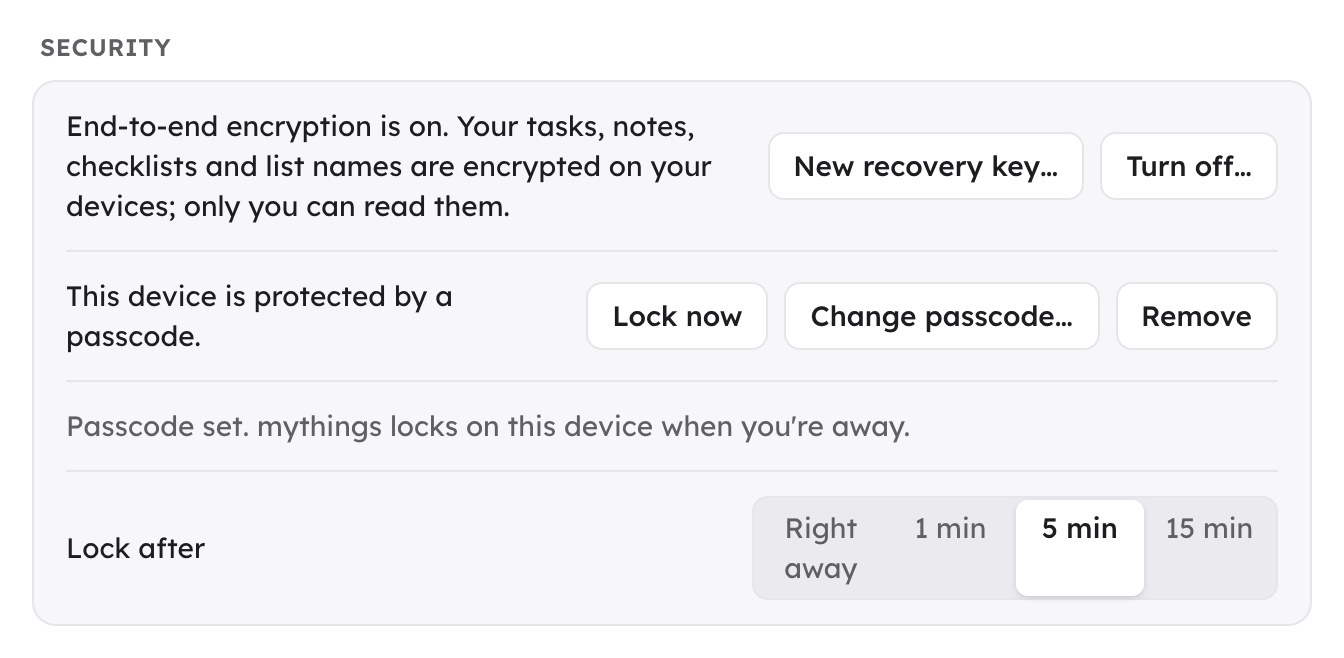 SECURITY
End-to-end encryption is on. Your tasks, notes,
checklists and list names are encrypted on your
devices; only you can read them.
New recovery key…
Turn off…
This device is protected by a
passcode.
Lock now
Change passcode…
Remove
Passcode set. mythings locks on this device when you're away.
Lock after
Right
away
1 min
5 min
15 min